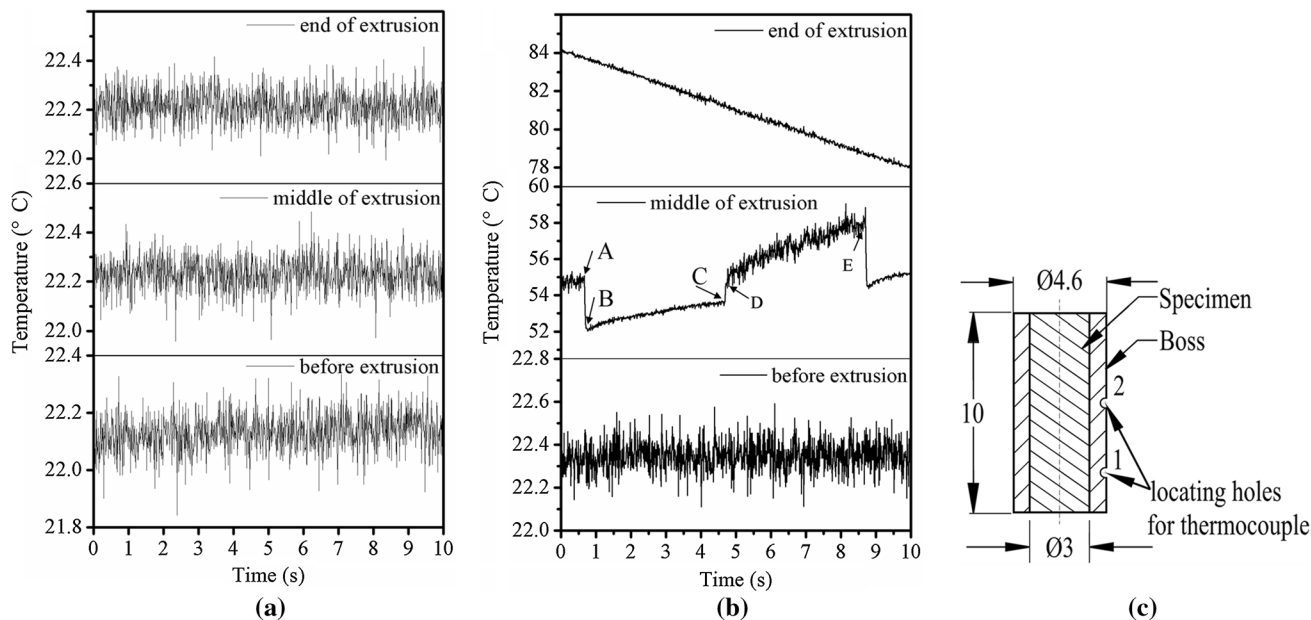 end of extrusion
22.4
22.2
22.0
22.6
middle of extrusion
22.4
22.2
22.0
22.4
before extrusion
22.2
22.0
21.8
0 1 2 3 4 5 6 7 8 9 10
Time (s)
Temperature (° C)
(a)
end of extrusion
84
82
80
78
60
middle of extrusion
58
56
54
52
A
B
C
D
E
22.8
before extrusion
22.6
22.4
22.2
22.0
0 1 2 3 4 5 6 7 8 9 10
Time (s)
Temperature (° C)
(b)
Ø4.6
Specimen
Boss
2
10
1
locating holes
for thermocouple
Ø3
(c)